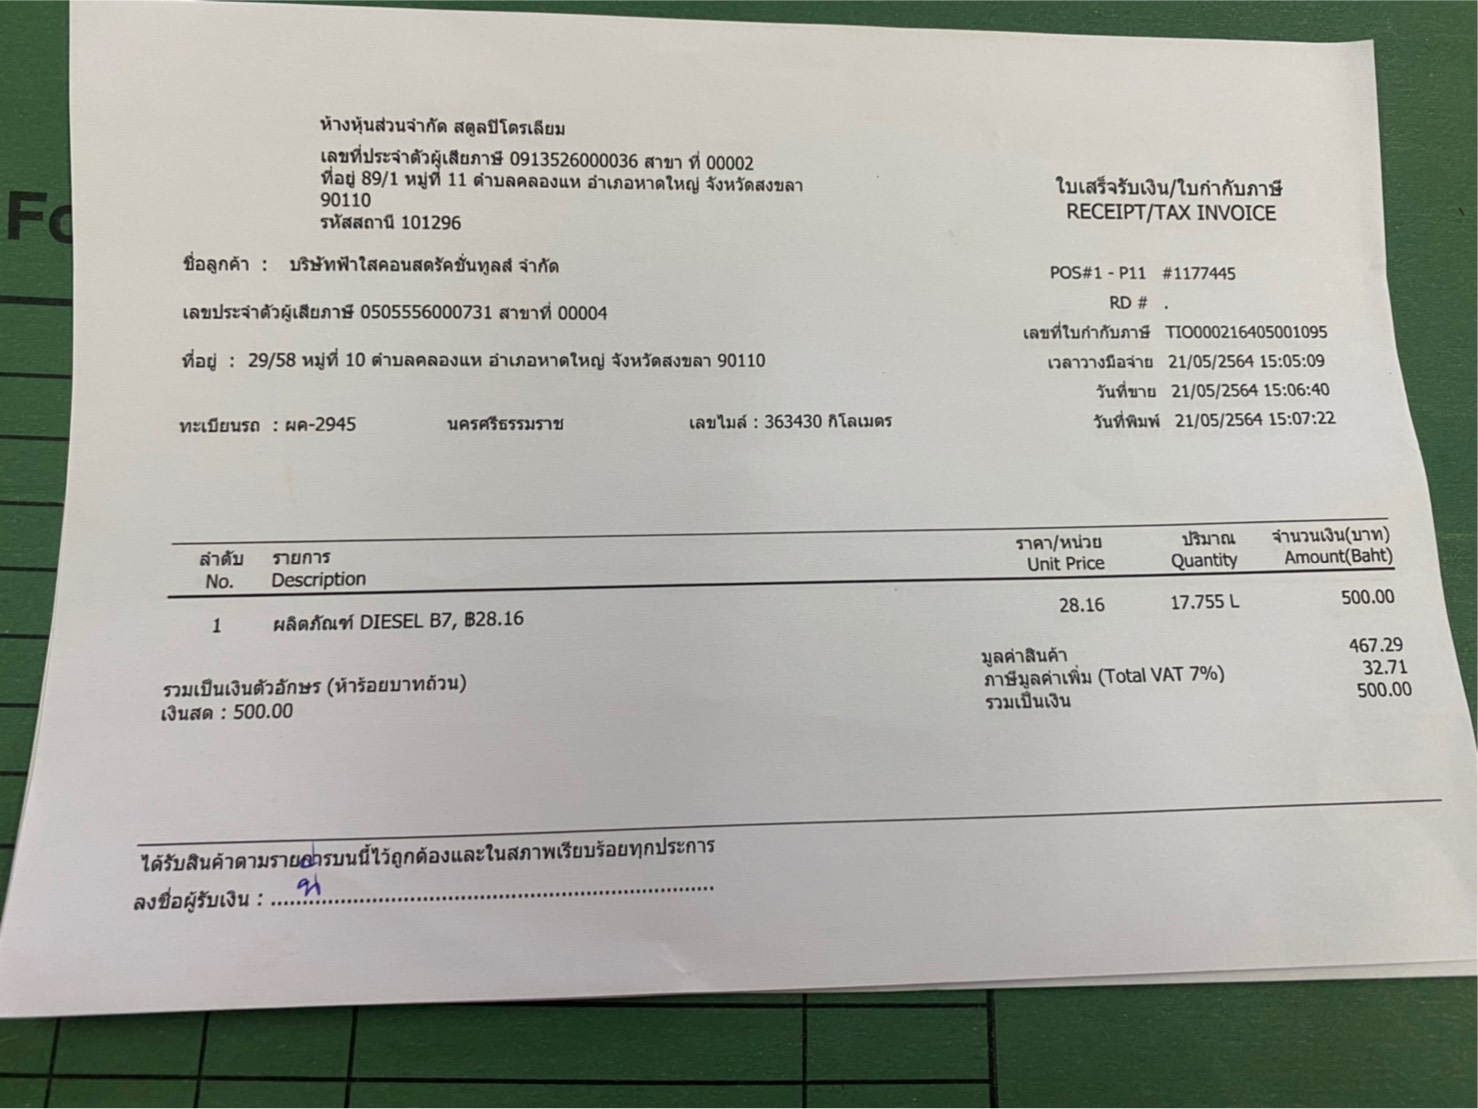 ห้างหุ้นส่วนจำกัด สตูลปิโตรเลียม
เลขที่ประจำตัวผู้เสียภาษี 0913526000036 สาขา ที่ 00002
ที่อยู่ 89/1 หมู่ที่ 11 ตำบลคลองแห อำเภอหาดใหญ่ จังหวัดสงขลา
90110
รหัสสถานี 101296
ใบเสร็จรับเงิน/ใบกำกับภาษี
RECEIPT/TAX INVOICE
Fo
ชื่อลูกค้า : บริษัทฟ้าใสคอนสตรัคชั่นทูลส์ จำกัด
POS#1 - P11 #1177445
RD # .
เลขประจำตัวผู้เสียภาษี 0505556000731 สาขาที่ 00004
เลขที่ใบกำกับภาษี TIO000216405001095
ที่อยู่ : 29/58 หมู่ที่ 10 ตำบลคลองแห อำเภอหาดใหญ่ จังหวัดสงขลา 90110
เวลาวางมือจ่าย 21/05/2564 15:05:09
วันที่ขาย 21/05/2564 15:06:40
ทะเบียนรถ : ผค-2945 นครศรีธรรมราช เลขไมล์ : 363430 กิโลเมตร
วันที่พิมพ์ 21/05/2564 15:07:22
ลำดับ รายการ ราคา/หน่วย ปริมาณ จำนวนเงิน(บาท)
No. Description Unit Price Quantity Amount(Baht)
1 ผลิตภัณฑ์ DIESEL B7, ฿28.16 28.16 17.755 L 500.00
มูลค่าสินค้า 467.29
ภาษีมูลค่าเพิ่ม (Total VAT 7%) 32.71
รวมเป็นเงิน 500.00
รวมเป็นเงินตัวอักษร (ห้าร้อยบาทถ้วน)
เงินสด : 500.00
ได้รับสินค้าตามรายการบนนี้ไว้ถูกต้องและในสภาพเรียบร้อยทุกประการ
ลงชื่อผู้รับเงิน : ..........................................................................